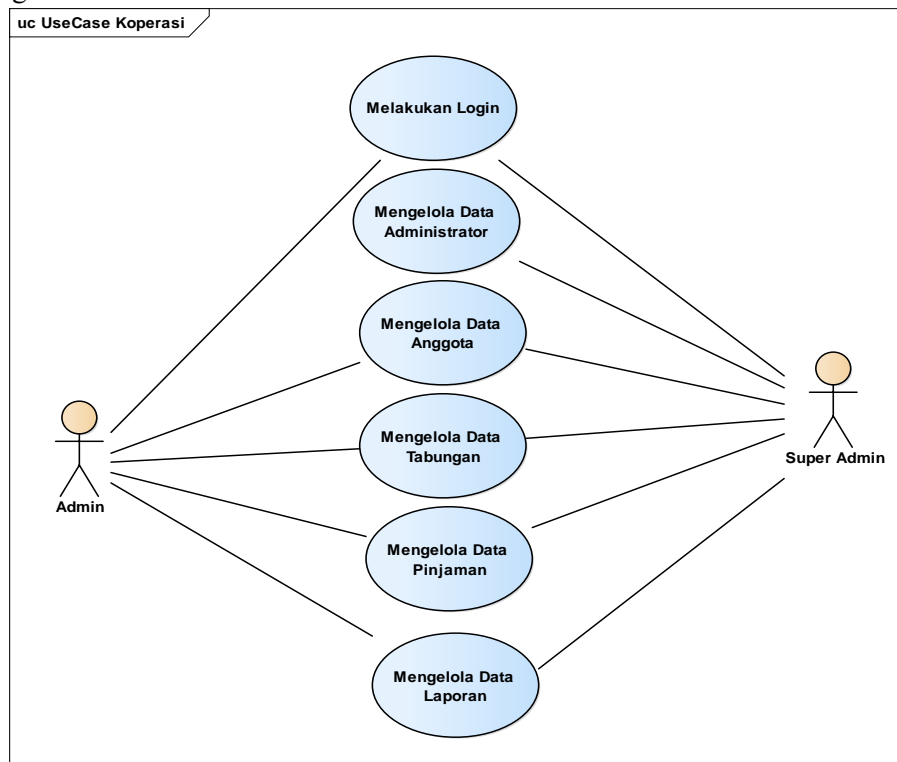 g
uc UseCase Koperasi
Melakukan Login
Mengelola Data
Administrator
Mengelola Data
Anggota
Mengelola Data
Tabungan
Mengelola Data
Pinjaman
Mengelola Data
Laporan
Admin
Super Admin